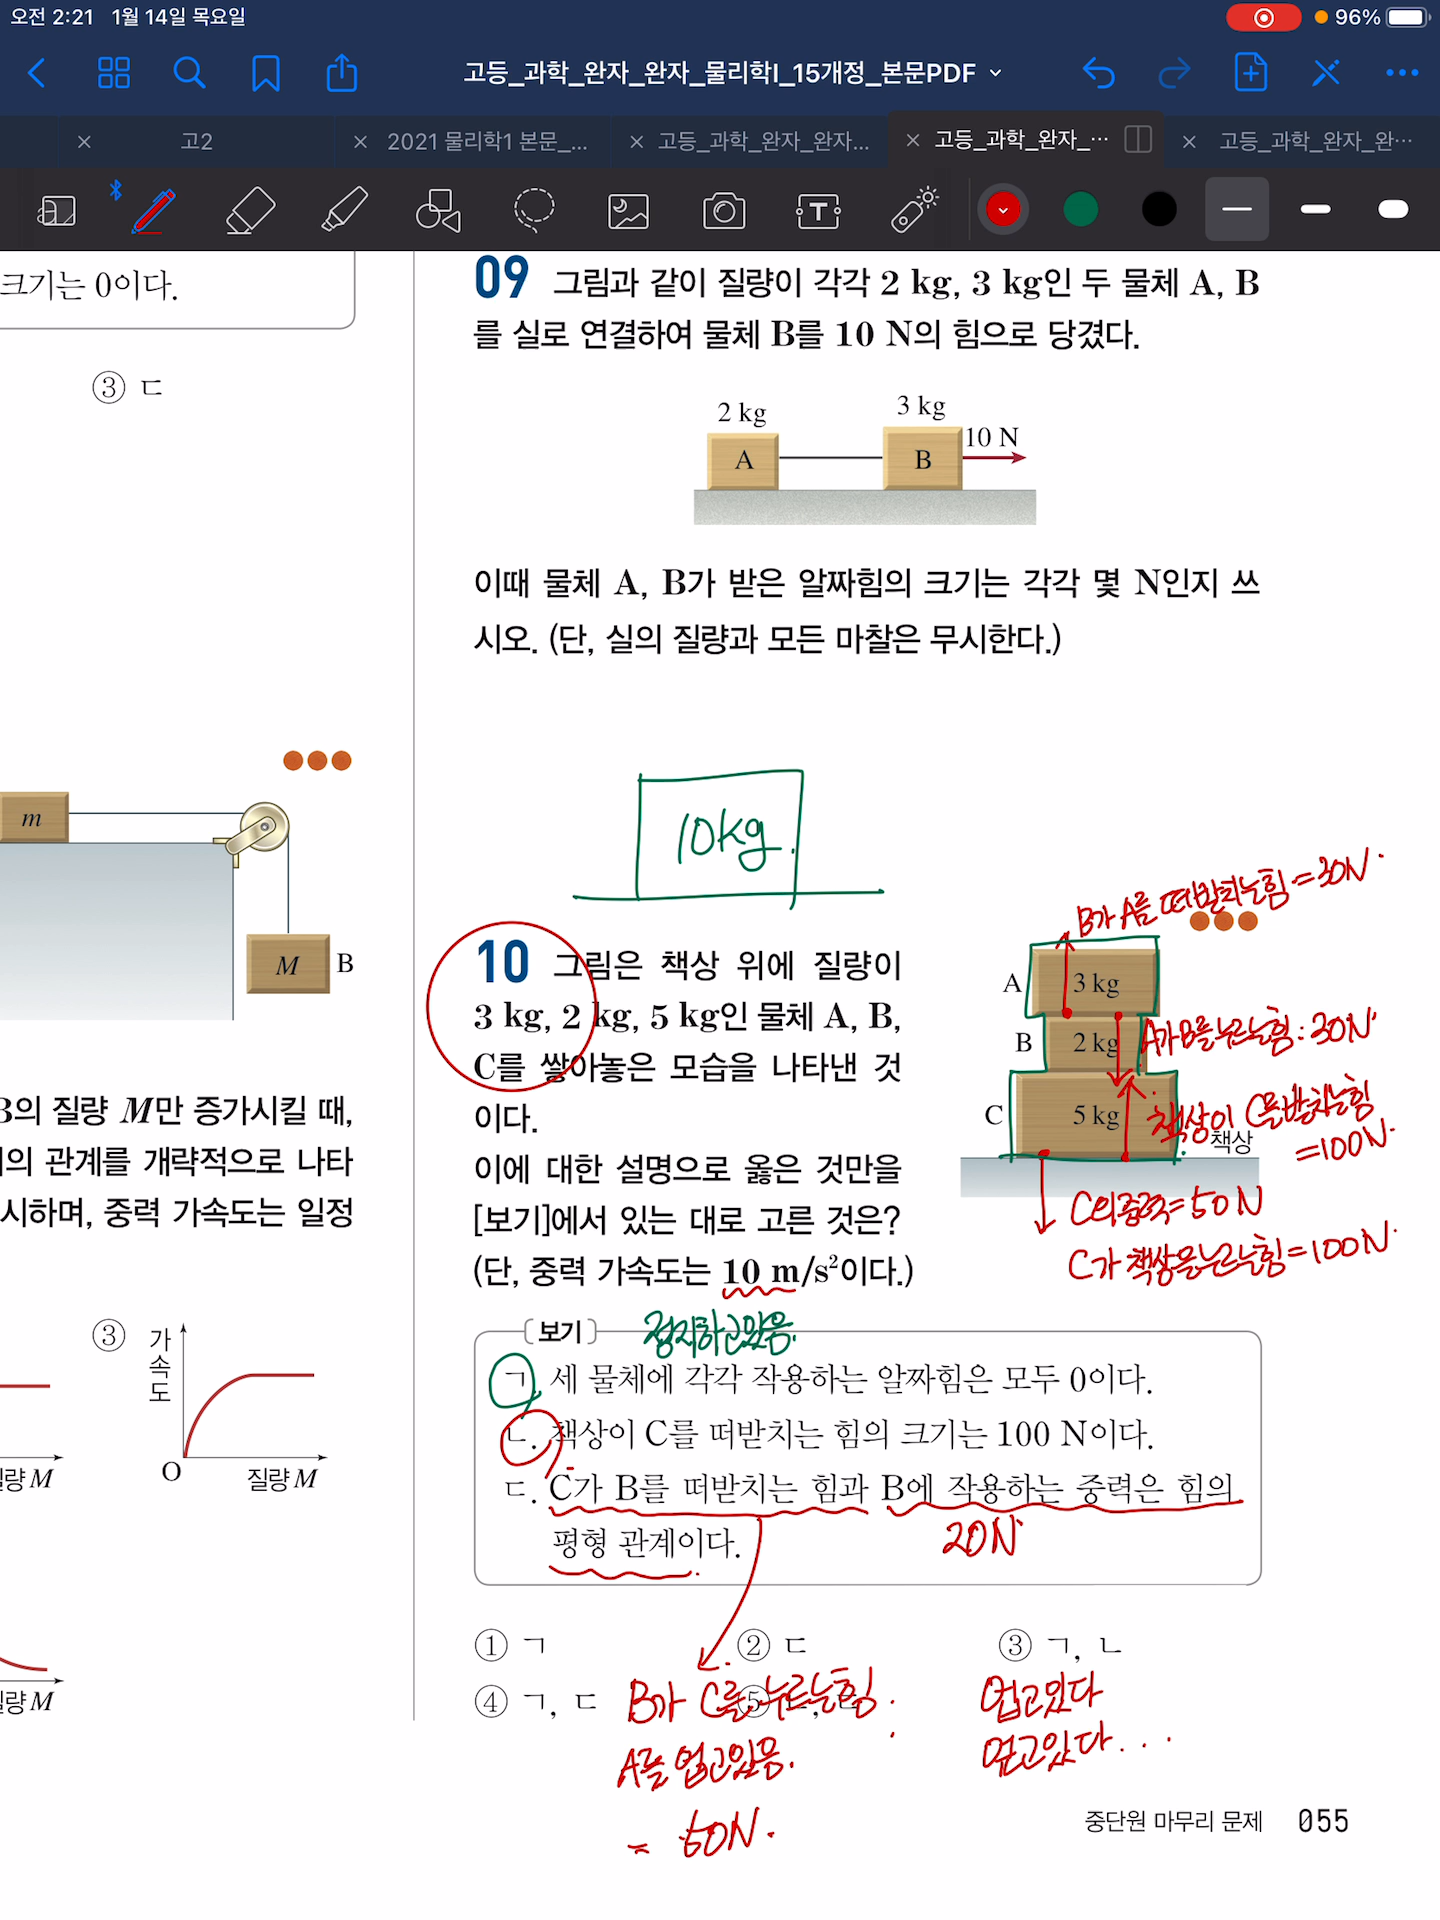 오전 2:21 1월 14일 목요일
96%
고등_과학_완자_완자_물리학I_15개정_본문PDF
고2
2021 물리학1 본문_...
고등_과학_완자_완자...
고등_과학_완자_...
고등_과학_완자_완...
크기는 0이다.
③ ㄷ
m
M
B
B의 질량 M만 증가시킬 때,
의 관계를 개략적으로 나타
시하며, 중력 가속도는 일정
③
가속도
O
질량 M
질량 M
질량 M
09 그림과 같이 질량이 각각 2 kg, 3 kg인 두 물체 A, B
를 실로 연결하여 물체 B를 10 N의 힘으로 당겼다.
2 kg
3 kg
10 N
A
B
이때 물체 A, B가 받은 알짜힘의 크기는 각각 몇 N인지 쓰
시오. (단, 실의 질량과 모든 마찰은 무시한다.)
10kg.
10 그림은 책상 위에 질량이
3 kg, 2 kg, 5 kg인 물체 A, B,
C를 쌓아놓은 모습을 나타낸 것
이다.
이에 대한 설명으로 옳은 것만을
[보기]에서 있는 대로 고른 것은?
(단, 중력 가속도는 10 m/s²이다.)
B가 A를 떠받치는힘=30N.
A 3 kg
B 2 kg
A가B를누르는힘:30N.
C 5 kg
책상이 C를받치는힘
=100N.
책상
C의중력=50N
C가 책상을누르는힘=100N.
정지하고있음.
보기
ㄱ. 세 물체에 각각 작용하는 알짜힘은 모두 0이다.
ㄴ. 책상이 C를 떠받치는 힘의 크기는 100 N이다.
ㄷ. C가 B를 떠받치는 힘과 B에 작용하는 중력은 힘의
평형 관계이다.
20N
① ㄱ ② ㄷ ③ ㄱ, ㄴ
④ ㄱ, ㄷ ⑤
B가 C를누르는힘.
A를 업고있음.
= 50N.
업고있다
엎고있다...
중단원 마무리 문제 055